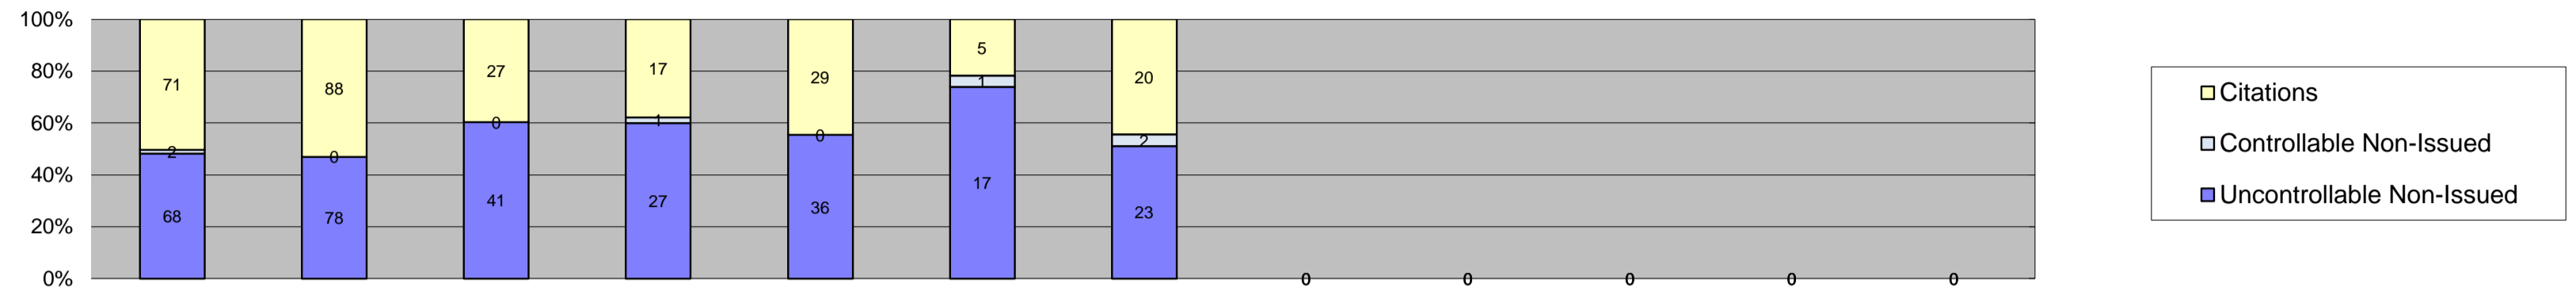 100%
80%
60%
40%
20%
0%
71 88 27 17 29 5 20
2 0 0 1 0 1 2
68 78 41 27 36 17 23
0 0 0 0 0
Citations
Controllable Non-Issued
Uncontrollable Non-Issued